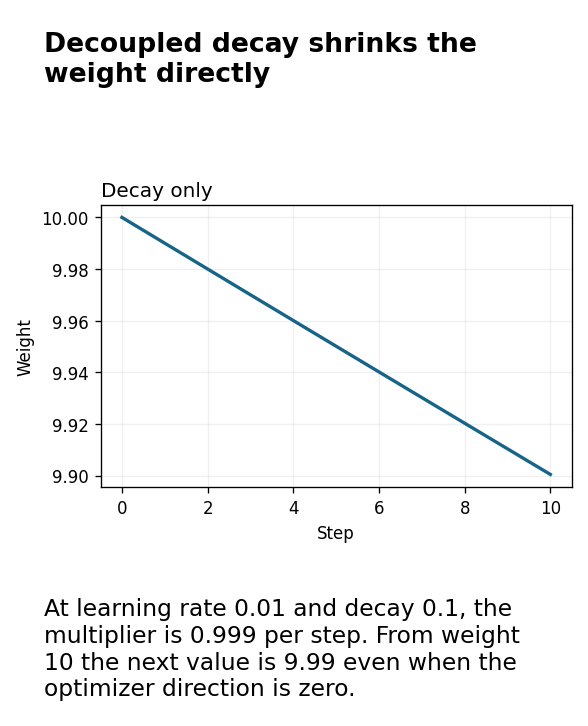 Decoupled decay shrinks the
weight directly
Decay only
10.00
9.98
9.96
9.94
9.92
9.90
Weight
0 2 4 6 8 10
Step
At learning rate 0.01 and decay 0.1, the
multiplier is 0.999 per step. From weight
10 the next value is 9.99 even when the
optimizer direction is zero.